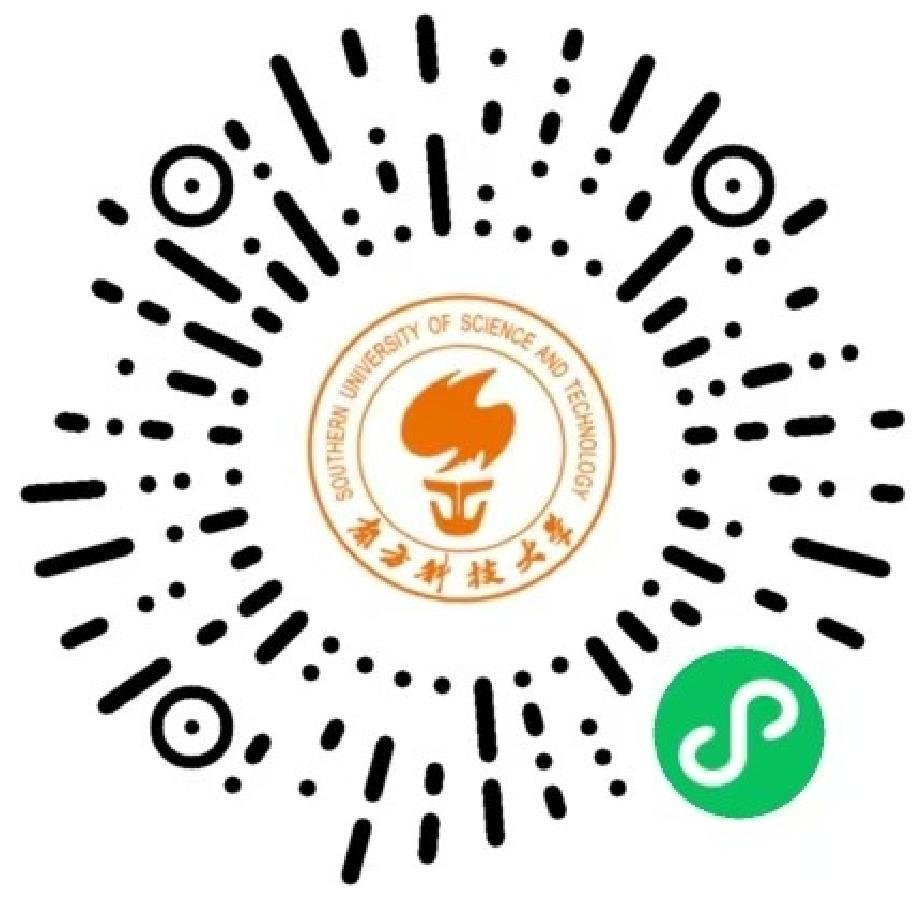 SOUTHERN UNIVERSITY OF SCIENCE AND TECHNOLOGY
南方科技大学